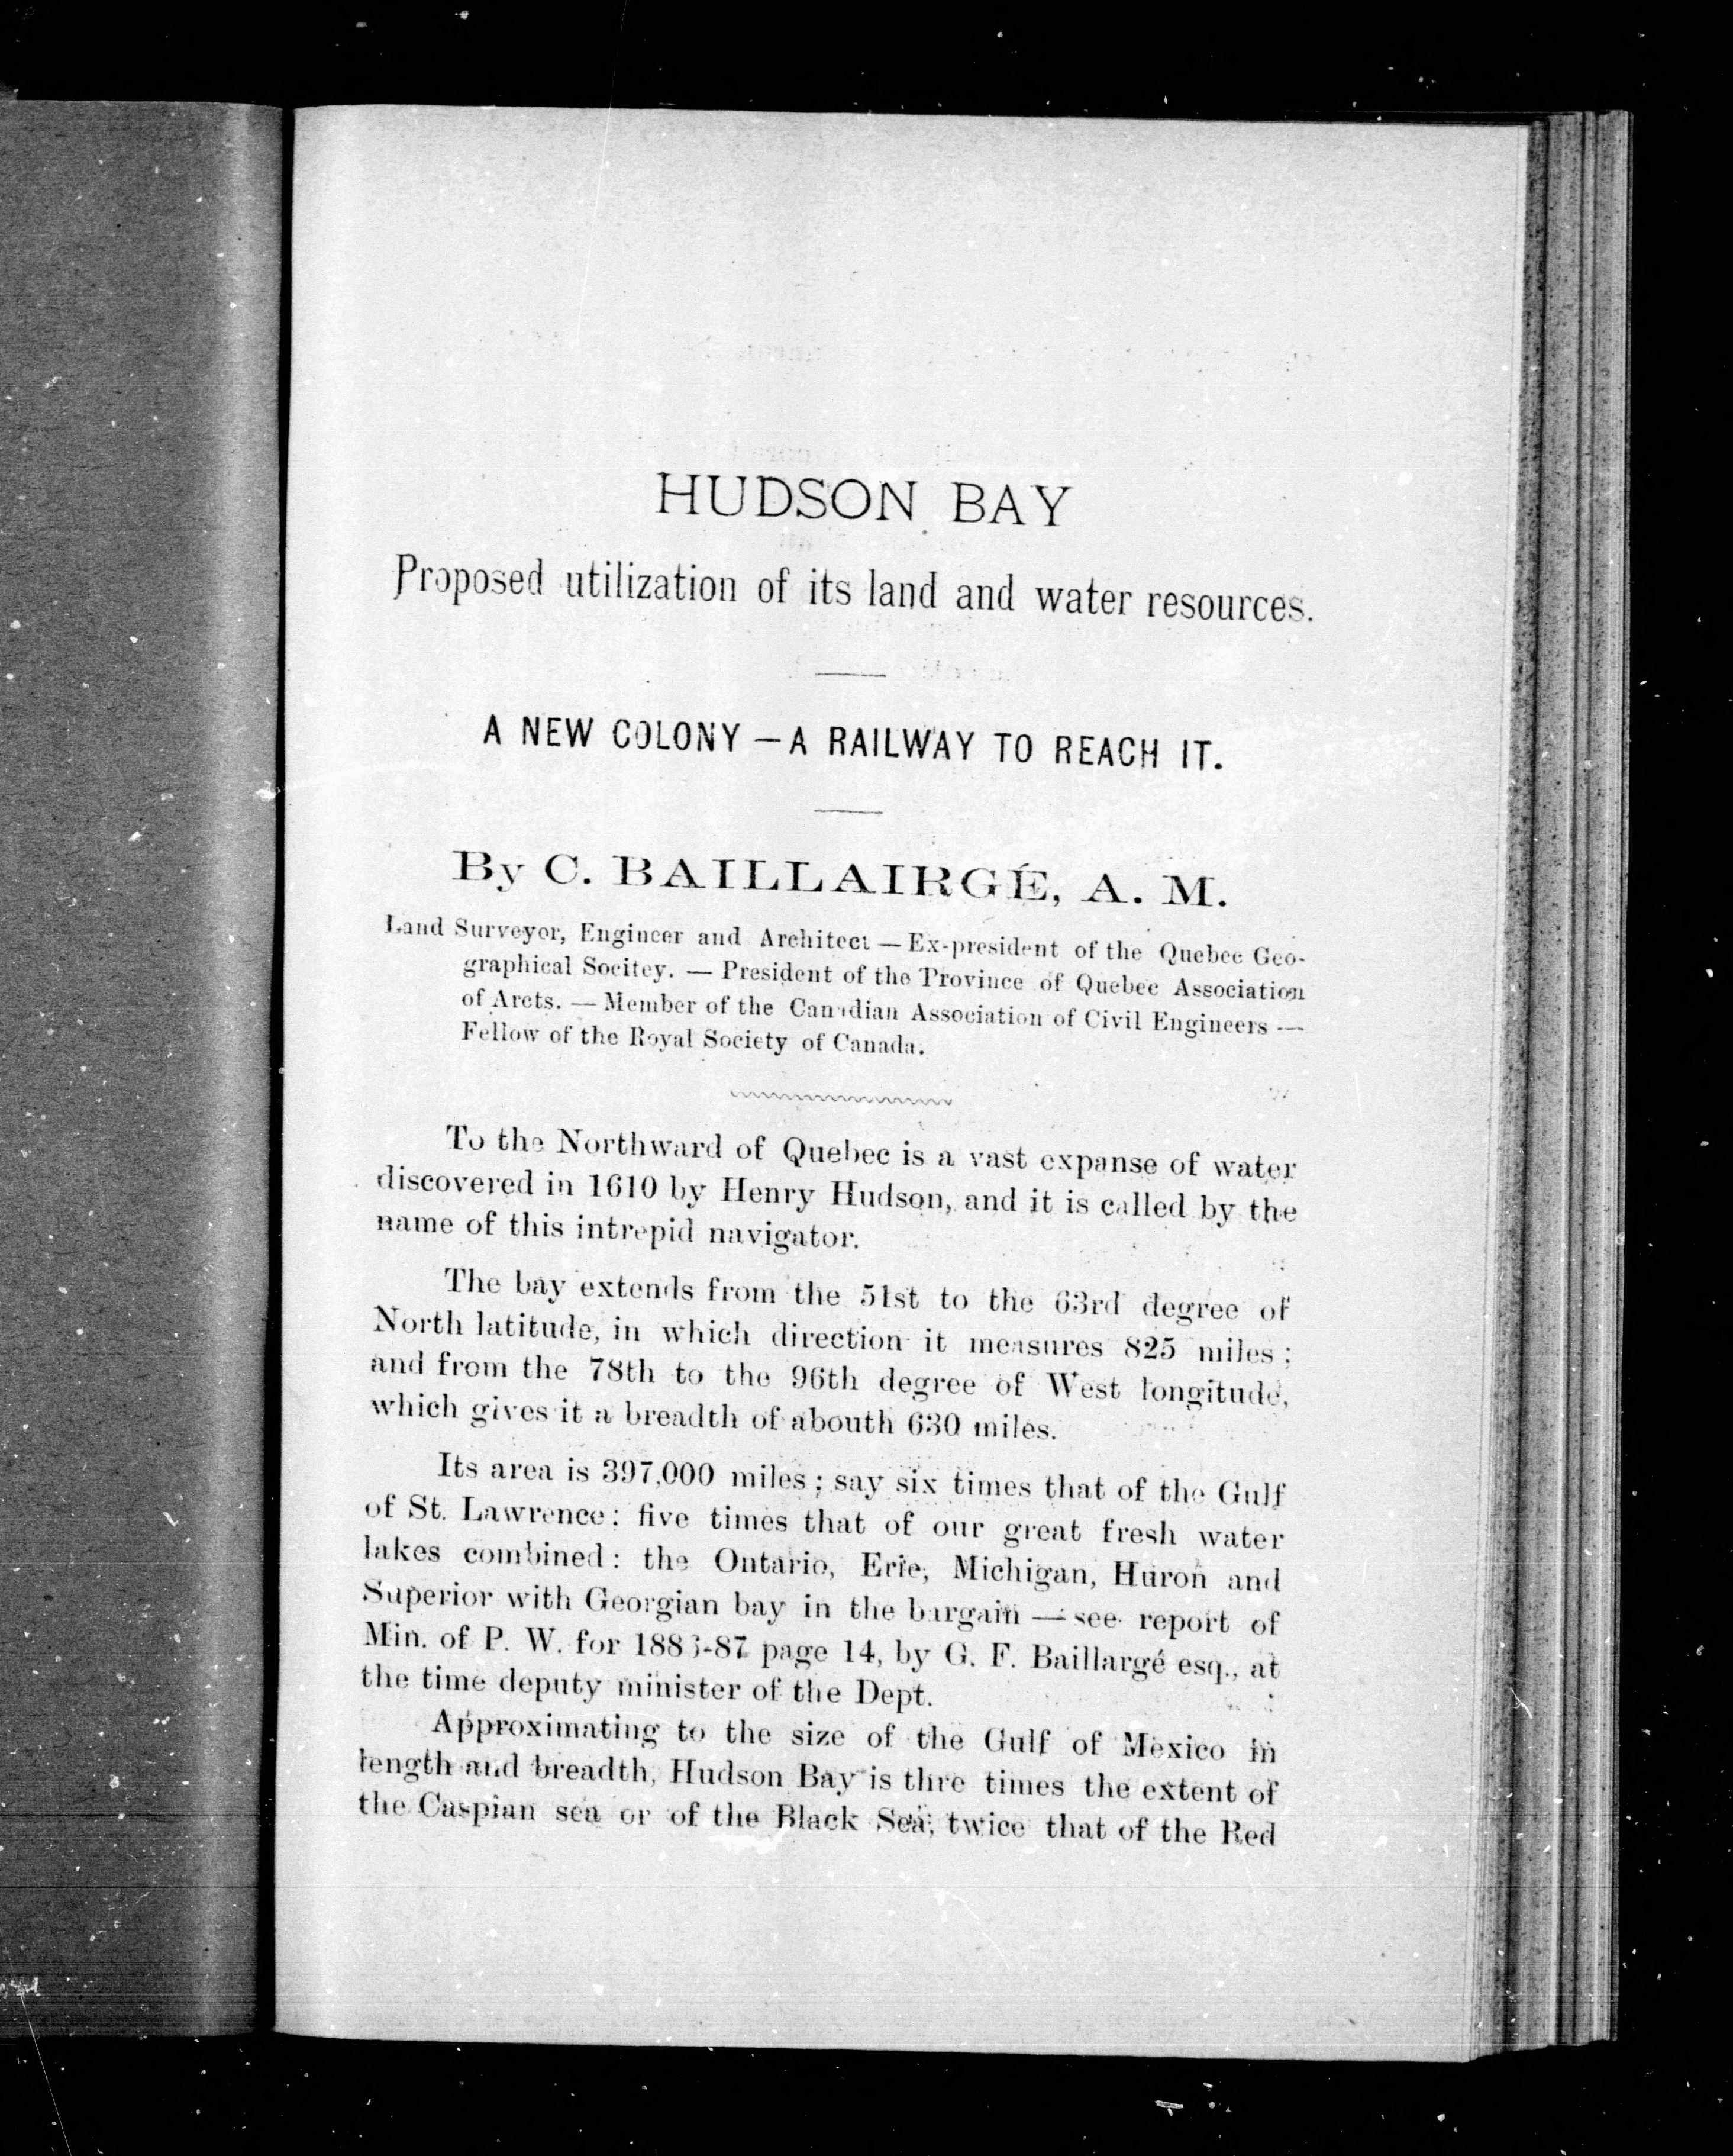 HUDSON BAY
Proposed utilization of its land and water resources.
A NEW COLONY — A RAILWAY TO REACH IT.
By C. BAILLAIRGÉ, A. M.
Land Surveyor, Engineer and Architect — Ex-president of the Quebec Geo-
graphical Socitey. — President of the Province of Quebec Association
of Arcts. — Member of the Canadian Association of Civil Engineers —
Fellow of the Royal Society of Canada.
To the Northward of Quebec is a vast expanse of water
discovered in 1610 by Henry Hudson, and it is called by the
name of this intrepid navigator.
The bay extends from the 51st to the 63rd degree of
North latitude, in which direction it measures 825 miles ;
and from the 78th to the 96th degree of West longitude,
which gives it a breadth of abouth 630 miles.
Its area is 397,000 miles ; say six times that of the Gulf
of St. Lawrence : five times that of our great fresh water
lakes combined : the Ontario, Erie, Michigan, Huron and
Superior with Georgian bay in the bargain — see report of
Min. of P. W. for page 14, by G. F. Baillargé esq., at
the time deputy minister of the Dept.
Approximating to the size of the Gulf of Mexico in
length and breadth, Hudson Bay is thre times the extent of
the Caspian sea or of the Black Sea; twice that of the Red